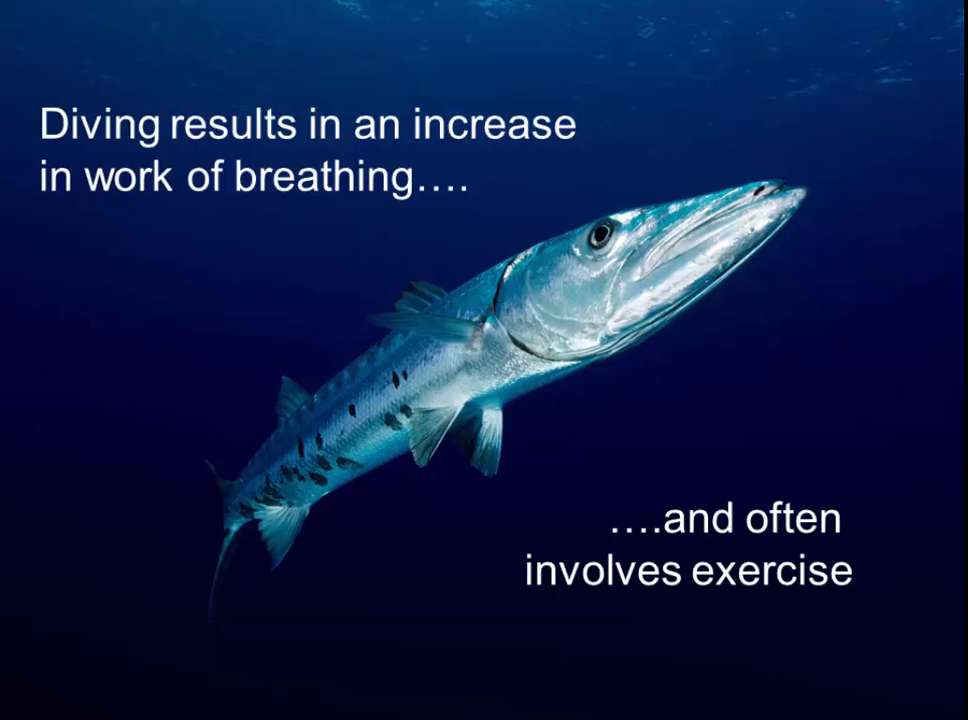 Diving results in an increase
in work of breathing….
….and often
involves exercise